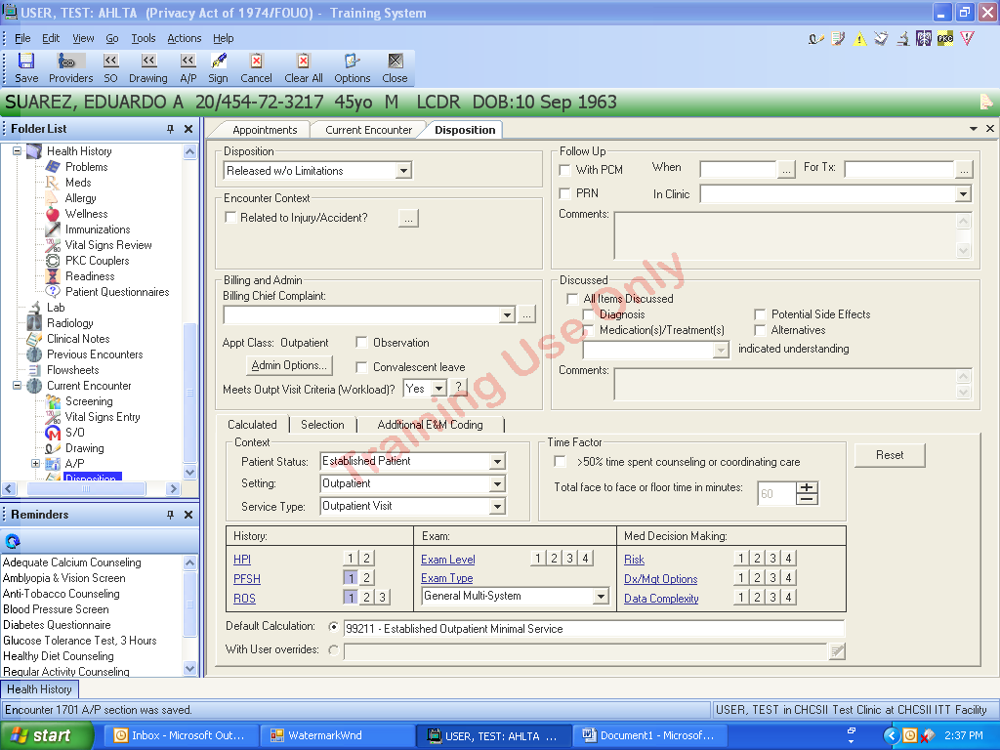 USER, TEST: AHLTA (Privacy Act of 1974/FOUO) - Training System
File Edit View Go Tools Actions Help
Save Providers SO Drawing A/P Sign Cancel Clear All Options Close
SUAREZ, EDUARDO A 20/454-72-3217 45yo M LCDR DOB:10 Sep 1963
Folder List
Health History
Problems
Meds
Allergy
Wellness
Immunizations
Vital Signs Review
PKC Couplers
Readiness
Patient Questionnaires
Lab
Radiology
Clinical Notes
Previous Encounters
Flowsheets
Current Encounter
Screening
Vital Signs Entry
S/O
Drawing
A/P
Disposition
Reminders
Adequate Calcium Counseling
Amblyopia & Vision Screen
Anti-Tobacco Counseling
Blood Pressure Screen
Diabetes Questionnaire
Glucose Tolerance Test, 3 Hours
Healthy Diet Counseling
Regular Activity Counseling
Health History
Appointments Current Encounter Disposition
Disposition
Released w/o Limitations
Encounter Context
Related to Injury/Accident? ...
Billing and Admin
Billing Chief Complaint:
...
Appt Class: Outpatient Observation
Admin Options... Convalescent leave
Meets Outpt Visit Criteria (Workload)? Yes ?
Follow Up
With PCM When ... For Tx: ...
PRN In Clinic
Comments:
Discussed
All Items Discussed
Diagnosis Potential Side Effects
Medication(s)/Treatment(s) Alternatives
indicated understanding
Comments:
Training Use Only
Calculated Selection Additional E&M Coding
Context
Patient Status: Established Patient
Setting: Outpatient
Service Type: Outpatient Visit
Time Factor
>50% time spent counseling or coordinating care
Total face to face or floor time in minutes: 60
Reset
History: Exam: Med Decision Making:
HPI 1 2 Exam Level 1 2 3 4 Risk 1 2 3 4
PFSH 1 2 Exam Type Dx/Mgt Options 1 2 3 4
ROS 1 2 3 General Multi-System Data Complexity 1 2 3 4
Default Calculation: 99211 - Established Outpatient Minimal Service
With User overrides:
Encounter 1701 A/P section was saved. USER, TEST in CHCSII Test Clinic at CHCSII ITT Facility
start Inbox - Microsoft Out... WatermarkWnd USER, TEST: AHLTA ... Document1 - Microsof... 2:37 PM